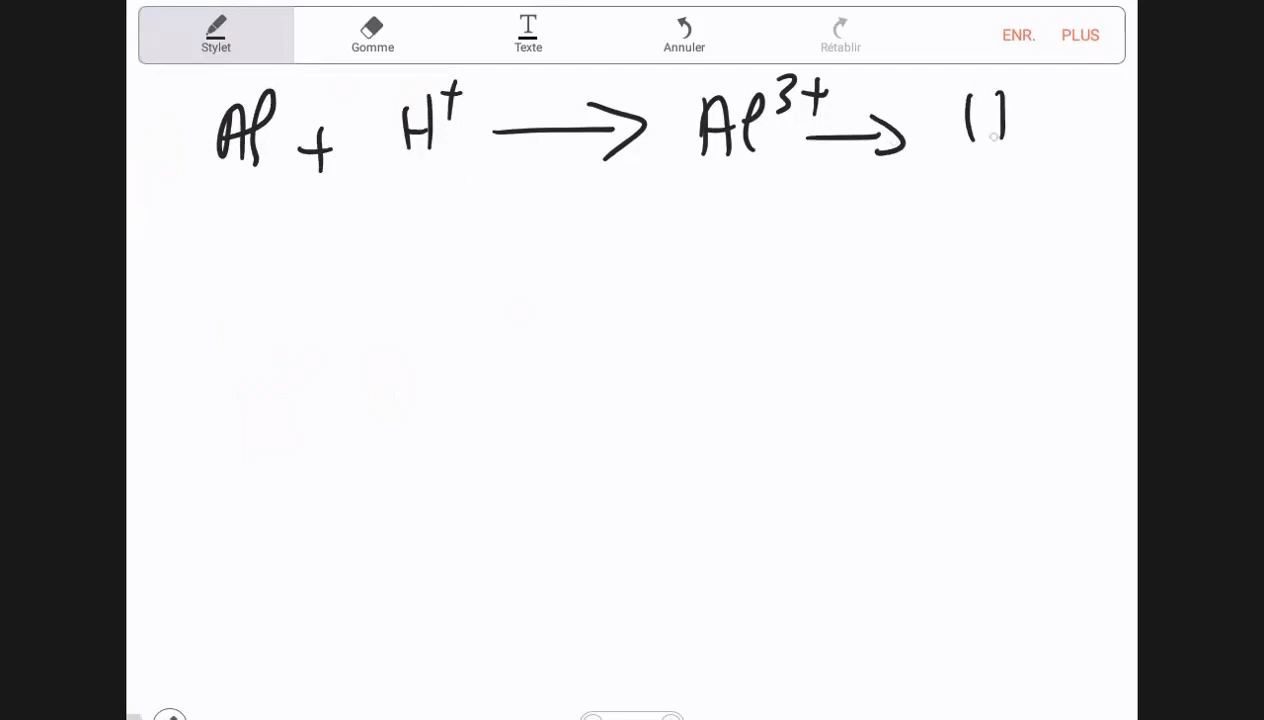 Stylet Gomme Texte Annuler Rétablir ENR. PLUS
Al + H⁺ → Al³⁺ →